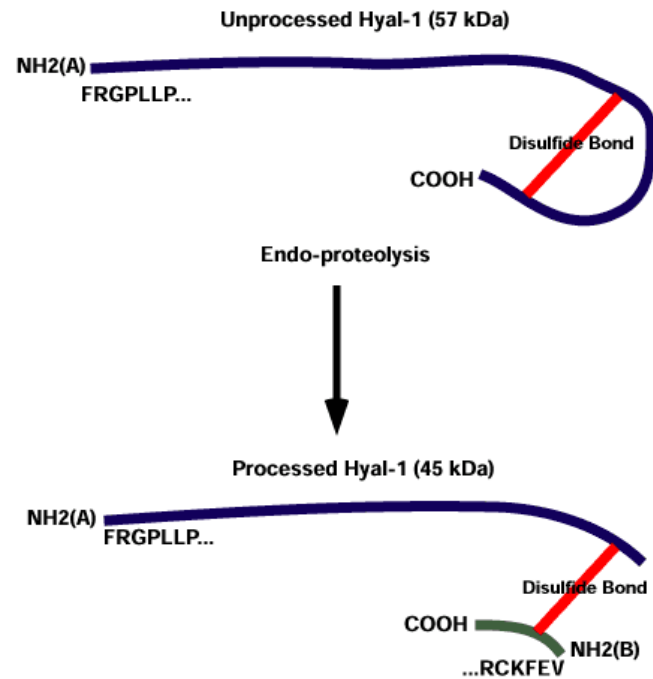 Unprocessed Hyal-1 (57 kDa)
NH2(A)
FRGPLLP...
Disulfide Bond
COOH
Endo-proteolysis
Processed Hyal-1 (45 kDa)
NH2(A)
FRGPLLP...
Disulfide Bond
COOH
NH2(B)
...RCKFEV